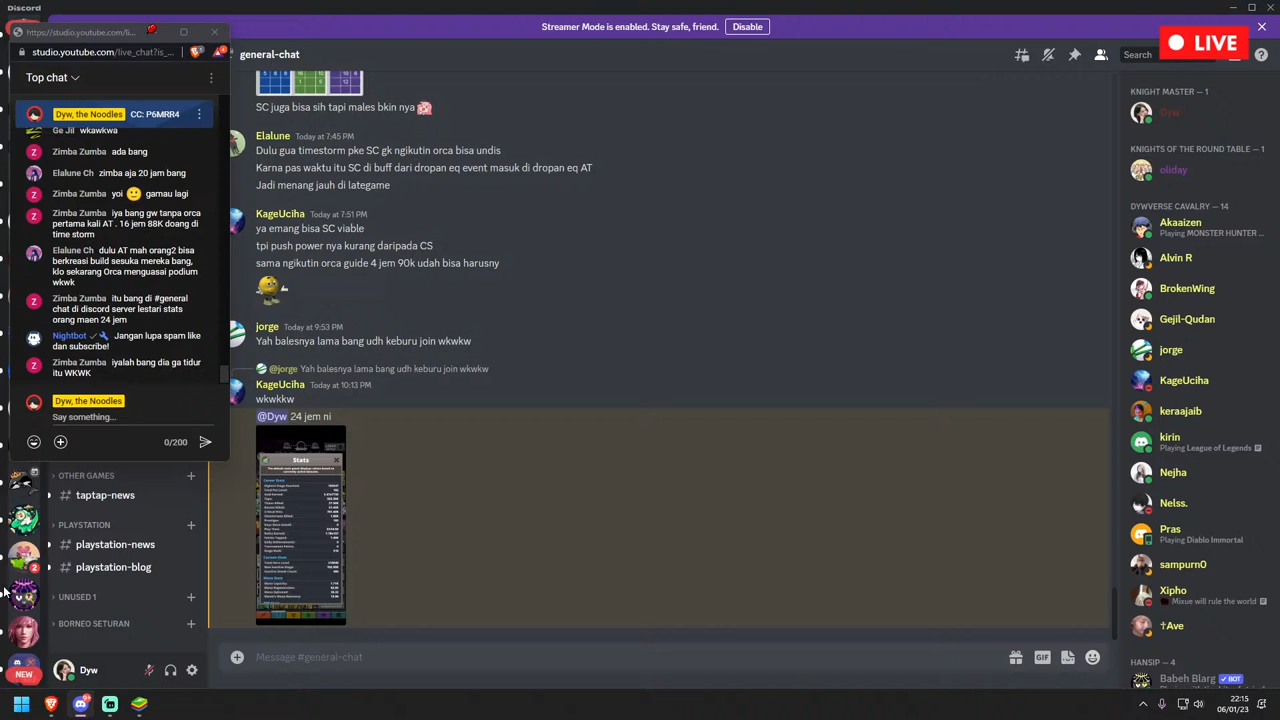 Discord
Streamer Mode is enabled. Stay safe, friend.
Disable
https://studio.youtube.com/li...
studio.youtube.com/live_chat?is_...
Top chat
Dyw, the Noodles CC: P6MRR4
Ge Jil wkawkwa
Zimba Zumba ada bang
Elalune Ch zimba aja 20 jam bang
Zimba Zumba yoi 🙂 gamau lagi
Zimba Zumba iya bang gw tanpa orca
pertama kali AT . 16 jem 88K doang di
time storm
Elalune Ch dulu AT mah orang2 bisa
berkreasi build sesuka mereka bang,
klo sekarang Orca menguasai podium
wkwk
Zimba Zumba itu bang di #general
chat di discord server lestari stats
orang maen 24 jem
Nightbot Jangan lupa spam like
dan subscribe!
Zimba Zumba iyalah bang dia ga tidur
itu WKWK
Dyw, the Noodles
Say something...
0/200
OTHER GAMES
taptap-news
PLAYSTATION
playstation-news
playstation-blog
UNUSED 1
BORNEO SETURAN
2
NEW
Dyw
general-chat
Search
LIVE
SC juga bisa sih tapi males bkin nya
Elalune Today at 7:45 PM
Dulu gua timestorm pke SC gk ngikutin orca bisa undis
Karna pas waktu itu SC di buff dari dropan eq event masuk di dropan eq AT
Jadi menang jauh di lategame
KageUciha Today at 7:51 PM
ya emang bisa SC viable
tpi push power nya kurang daripada CS
sama ngikutin orca guide 4 jem 90k udah bisa harusny
jorge Today at 9:53 PM
Yah balesnya lama bang udh keburu join wkwkw
@jorge Yah balesnya lama bang udh keburu join wkwkw
KageUciha Today at 10:13 PM
wkwkkw
@Dyw 24 jem ni
Stats
Message #general-chat
GIF
KNIGHT MASTER — 1
Dyw
KNIGHTS OF THE ROUND TABLE — 1
oliday
DYWVERSE CAVALRY — 14
Akaaizen
Playing MONSTER HUNTER ...
Alvin R
BrokenWing
Gejil-Qudan
jorge
KageUciha
keraajaib
kirin
Playing League of Legends
Nejha
Nelss.
Pras
Playing Diablo Immortal
sunpurn0
Xipho
Mixue will rule the world
†Ave
HANSIP — 4
Babeh Blarg BOT
22:15
06/01/23